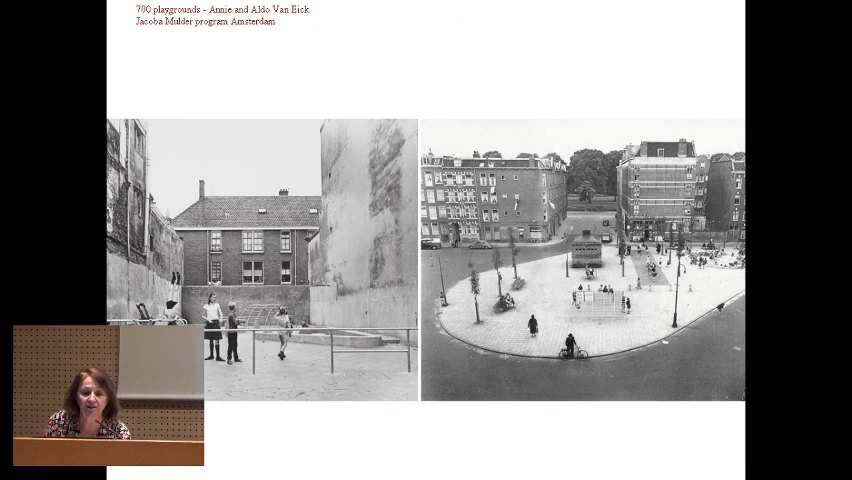 700 playgrounds - Annie and Aldo Van Eick
Jacoba Mulder program Amsterdam